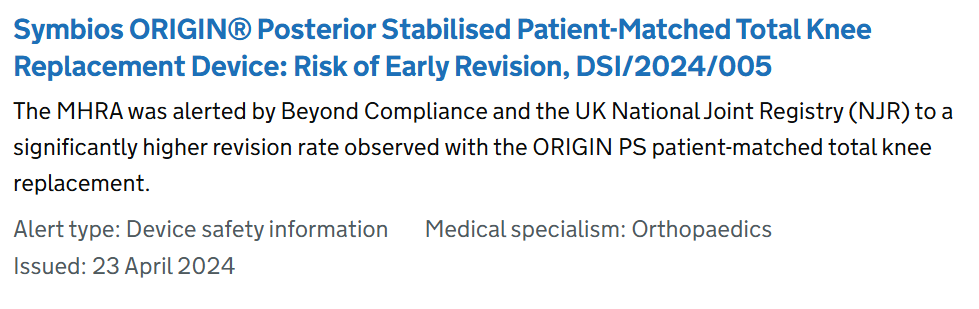 Symbios ORIGIN® Posterior Stabilised Patient-Matched Total Knee
Replacement Device: Risk of Early Revision, DSI/2024/005
The MHRA was alerted by Beyond Compliance and the UK National Joint Registry (NJR) to a
significantly higher revision rate observed with the ORIGIN PS patient-matched total knee
replacement.
Alert type: Device safety information Medical specialism: Orthopaedics
Issued: 23 April 2024